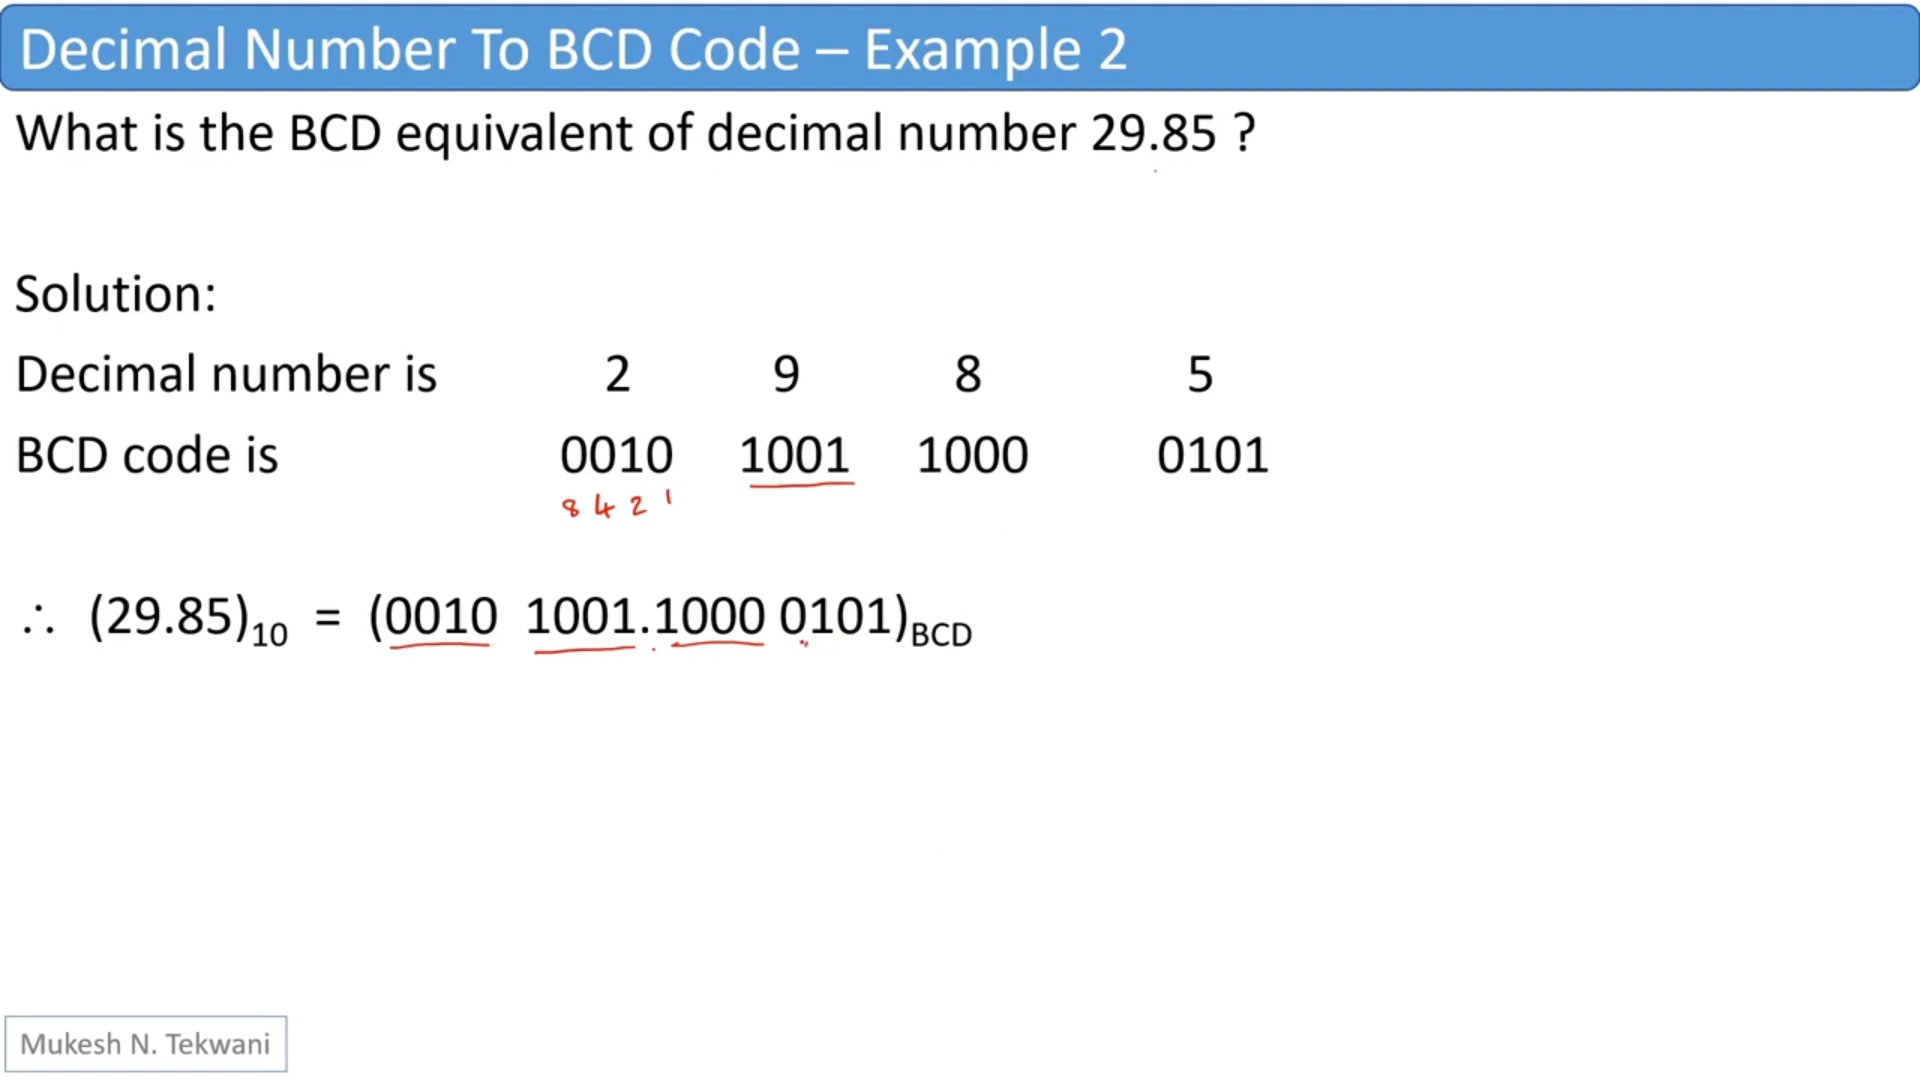 Decimal Number To BCD Code – Example 2
What is the BCD equivalent of decimal number 29.85 ?
Solution:
Decimal number is 2 9 8 5
BCD code is 0010 1001 1000 0101
8 4 2 1
∴ (29.85)₁₀ = (0010 1001.1000 0101)BCD
Mukesh N. Tekwani